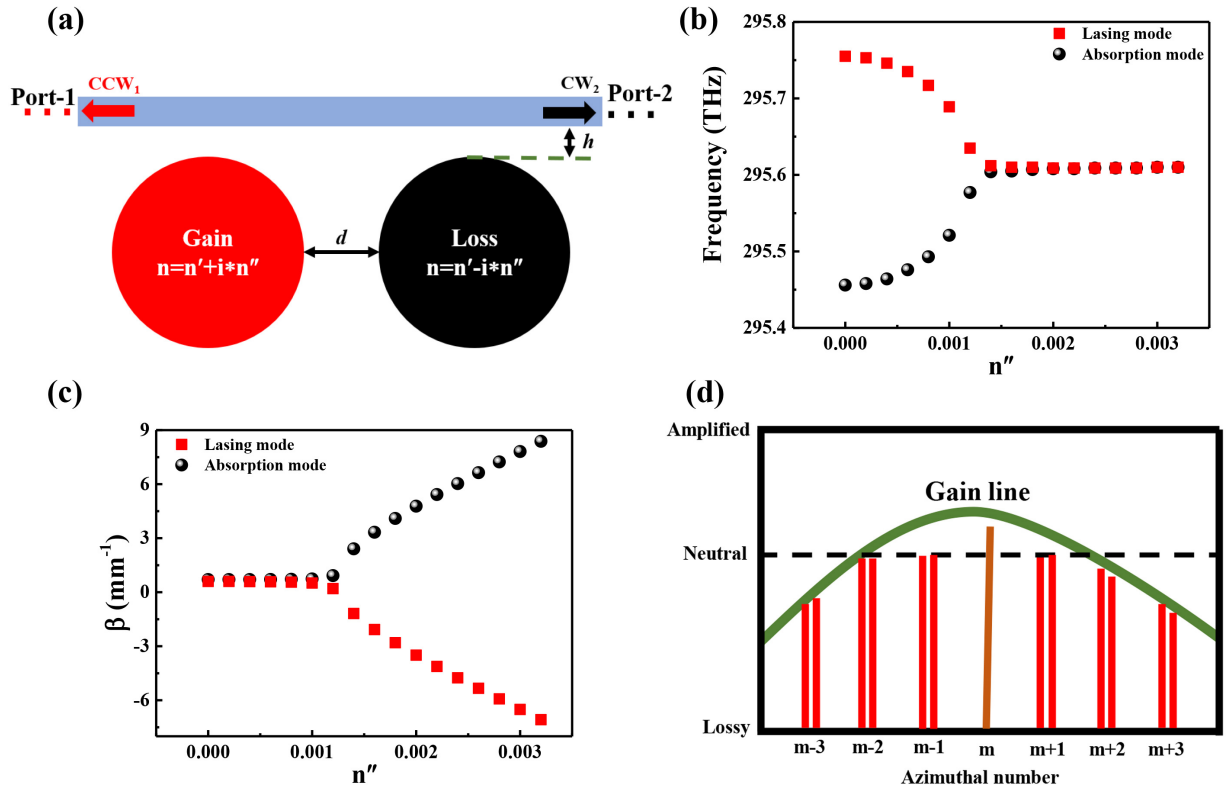 (a)
CCW₁
CW₂
Port-1
Port-2
h
Gain
n=n′+i*n″
d
Loss
n=n′-i*n″
(b)
295.8
295.7
295.6
295.5
295.4
Frequency (THz)
Lasing mode
Absorption mode
0.000
0.001
0.002
0.003
n″
(c)
9
6
3
0
-3
-6
β (mm⁻¹)
Lasing mode
Absorption mode
0.000
0.001
0.002
0.003
n″
(d)
Amplified
Gain line
Neutral
Lossy
m-3
m-2
m-1
m
m+1
m+2
m+3
Azimuthal number